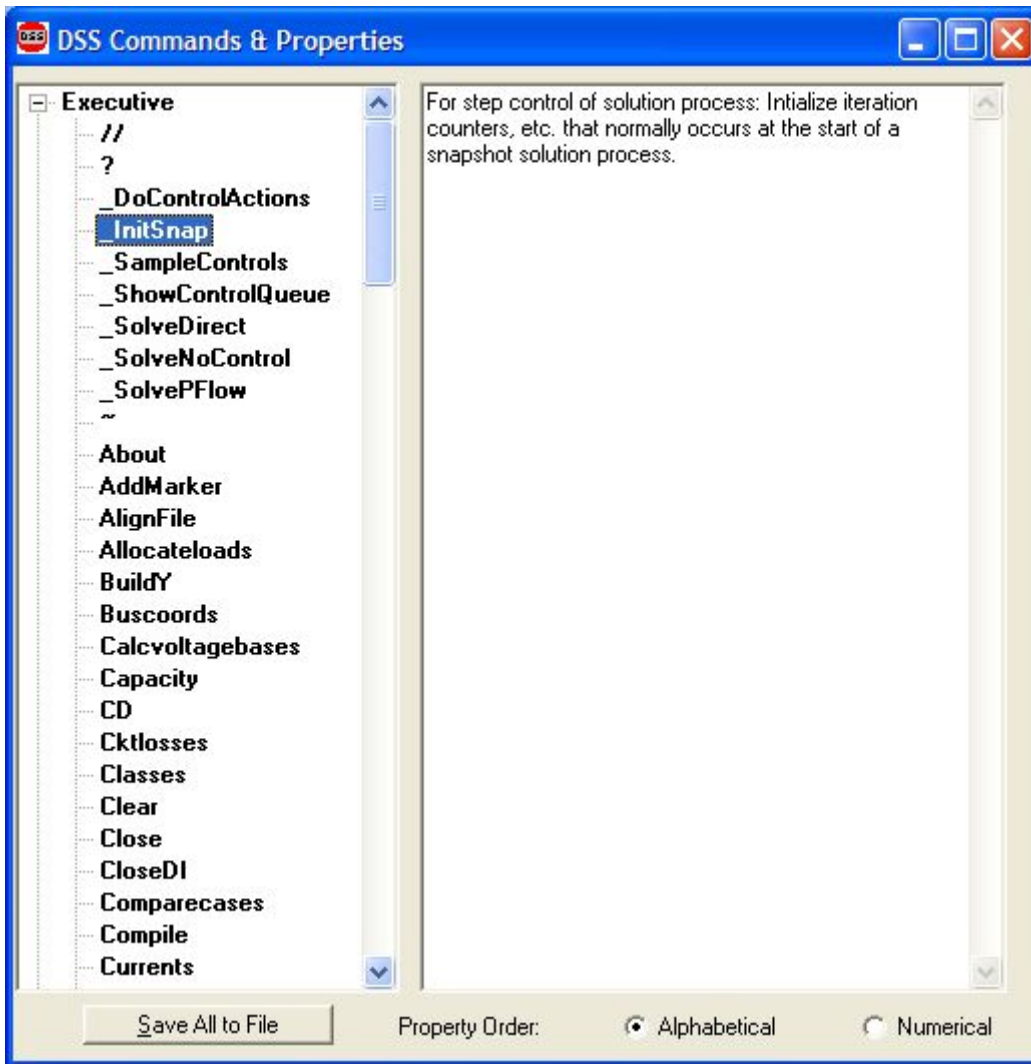 DSS DSS Commands & Properties
Executive
//
?
_DoControlActions
_InitSnap
_SampleControls
_ShowControlQueue
_SolveDirect
_SolveNoControl
_SolvePFlow
~
About
AddMarker
AlignFile
Allocateloads
BuildY
Buscoords
Calcvoltagebases
Capacity
CD
Cktlosses
Classes
Clear
Close
CloseDI
Comparecases
Compile
Currents
For step control of solution process: Intialize iteration
counters, etc. that normally occurs at the start of a
snapshot solution process.
Save All to File Property Order: Alphabetical Numerical